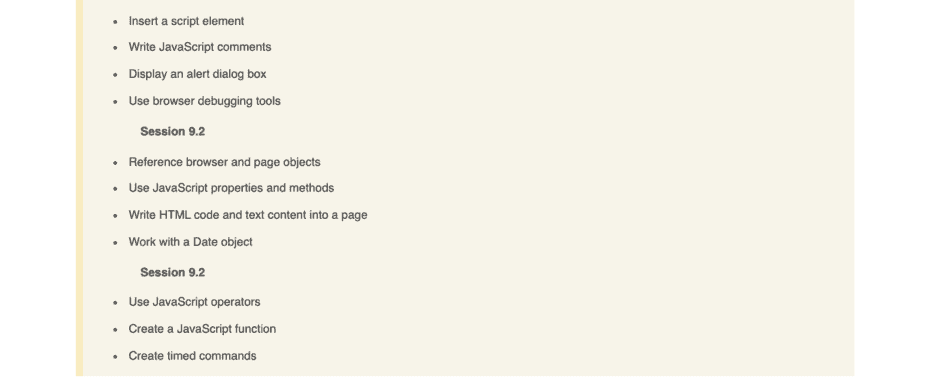 • Insert a script element
• Write JavaScript comments
• Display an alert dialog box
• Use browser debugging tools
Session 9.2
• Reference browser and page objects
• Use JavaScript properties and methods
• Write HTML code and text content into a page
• Work with a Date object
Session 9.2
• Use JavaScript operators
• Create a JavaScript function
• Create timed commands